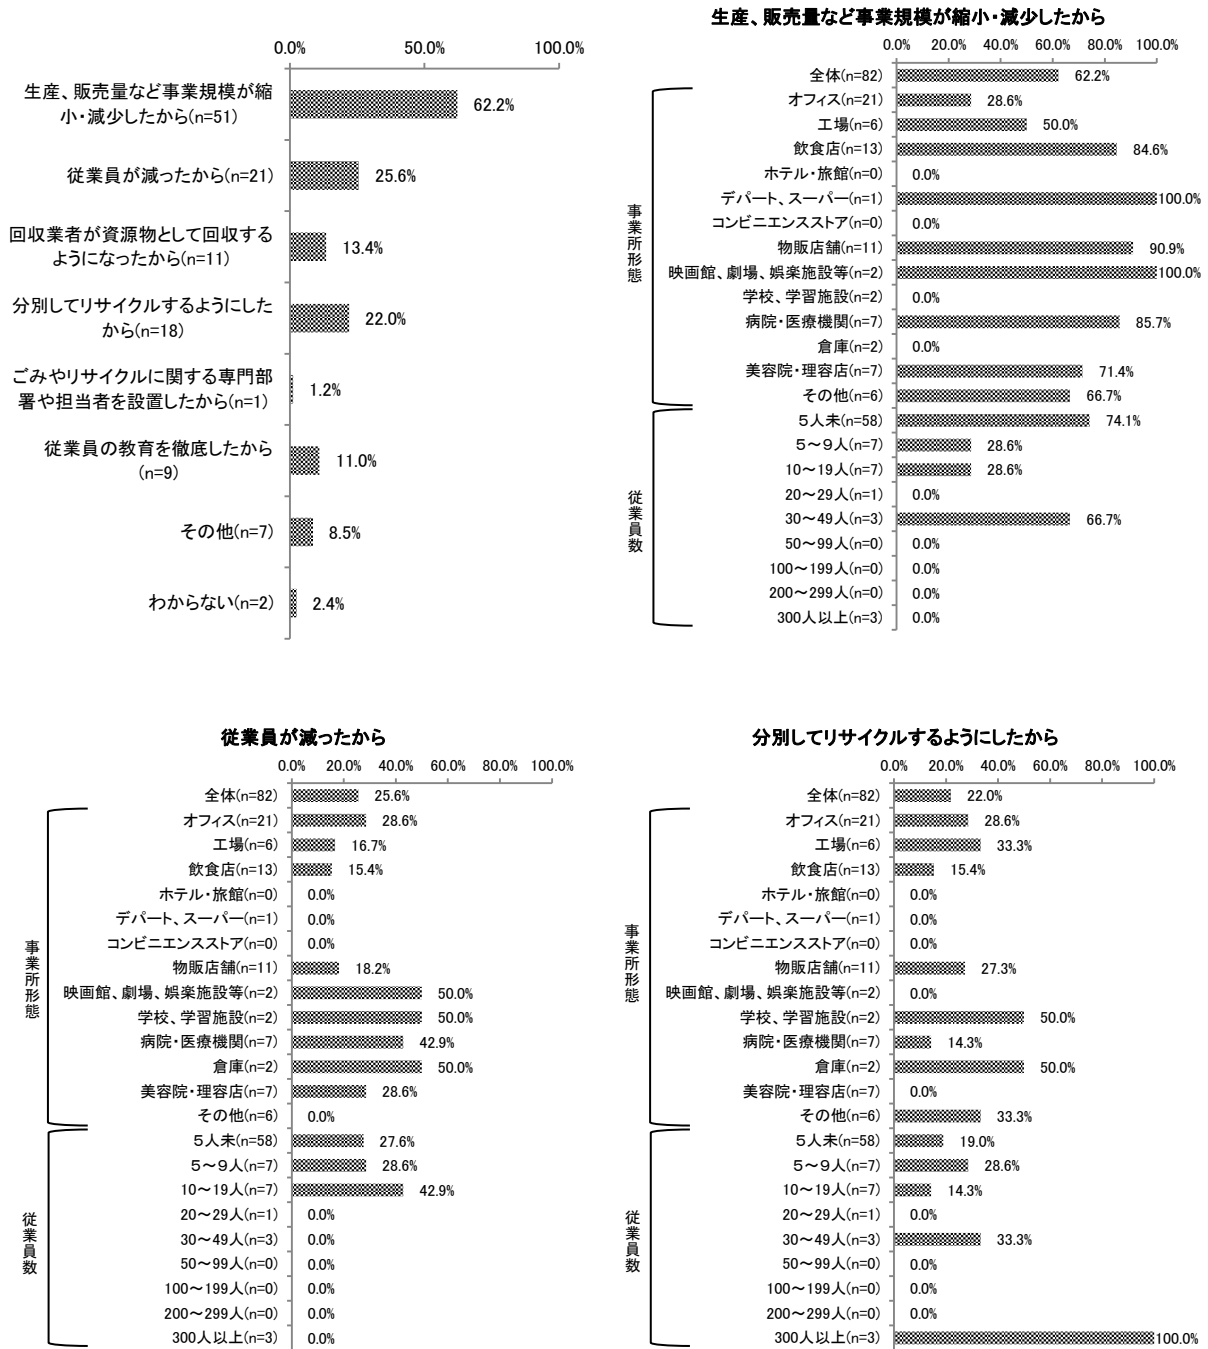 0.0% 50.0% 100.0%
生産、販売量など事業規模が縮
小・減少したから(n=51)
62.2%
従業員が減ったから(n=21)
25.6%
回収業者が資源物として回収する
ようになったから(n=11)
13.4%
分別してリサイクルするようにした
から(n=18)
22.0%
ごみやリサイクルに関する専門部
署や担当者を設置したから(n=1)
1.2%
従業員の教育を徹底したから
(n=9)
11.0%
その他(n=7) 8.5%
わからない(n=2) 2.4%
生産、販売量など事業規模が縮小・減少したから
0.0% 20.0% 40.0% 60.0% 80.0% 100.0%
全体(n=82) 62.2%
事業所形態
オフィス(n=21) 28.6%
工場(n=6) 50.0%
飲食店(n=13) 84.6%
ホテル・旅館(n=0) 0.0%
デパート、スーパー(n=1) 100.0%
コンビニエンスストア(n=0) 0.0%
物販店舗(n=11) 90.9%
映画館、劇場、娯楽施設等(n=2) 100.0%
学校、学習施設(n=2) 0.0%
病院・医療機関(n=7) 85.7%
倉庫(n=2) 0.0%
美容院・理容店(n=7) 71.4%
その他(n=6) 66.7%
従業員数
５人未(n=58) 74.1%
５～９人(n=7) 28.6%
10～19人(n=7) 28.6%
20～29人(n=1) 0.0%
30～49人(n=3) 66.7%
50～99人(n=0) 0.0%
100～199人(n=0) 0.0%
200～299人(n=0) 0.0%
300人以上(n=3) 0.0%
従業員が減ったから
0.0% 20.0% 40.0% 60.0% 80.0% 100.0%
全体(n=82) 25.6%
事業所形態
オフィス(n=21) 28.6%
工場(n=6) 16.7%
飲食店(n=13) 15.4%
ホテル・旅館(n=0) 0.0%
デパート、スーパー(n=1) 0.0%
コンビニエンスストア(n=0) 0.0%
物販店舗(n=11) 18.2%
映画館、劇場、娯楽施設等(n=2) 50.0%
学校、学習施設(n=2) 50.0%
病院・医療機関(n=7) 42.9%
倉庫(n=2) 50.0%
美容院・理容店(n=7) 28.6%
その他(n=6) 0.0%
従業員数
５人未(n=58) 27.6%
５～９人(n=7) 28.6%
10～19人(n=7) 42.9%
20～29人(n=1) 0.0%
30～49人(n=3) 0.0%
50～99人(n=0) 0.0%
100～199人(n=0) 0.0%
200～299人(n=0) 0.0%
300人以上(n=3) 0.0%
分別してリサイクルするようにしたから
0.0% 20.0% 40.0% 60.0% 80.0% 100.0%
全体(n=82) 22.0%
事業所形態
オフィス(n=21) 28.6%
工場(n=6) 33.3%
飲食店(n=13) 15.4%
ホテル・旅館(n=0) 0.0%
デパート、スーパー(n=1) 0.0%
コンビニエンスストア(n=0) 0.0%
物販店舗(n=11) 27.3%
映画館、劇場、娯楽施設等(n=2) 0.0%
学校、学習施設(n=2) 50.0%
病院・医療機関(n=7) 14.3%
倉庫(n=2) 50.0%
美容院・理容店(n=7) 0.0%
その他(n=6) 33.3%
従業員数
５人未(n=58) 19.0%
５～９人(n=7) 28.6%
10～19人(n=7) 14.3%
20～29人(n=1) 0.0%
30～49人(n=3) 33.3%
50～99人(n=0) 0.0%
100～199人(n=0) 0.0%
200～299人(n=0) 0.0%
300人以上(n=3) 100.0%